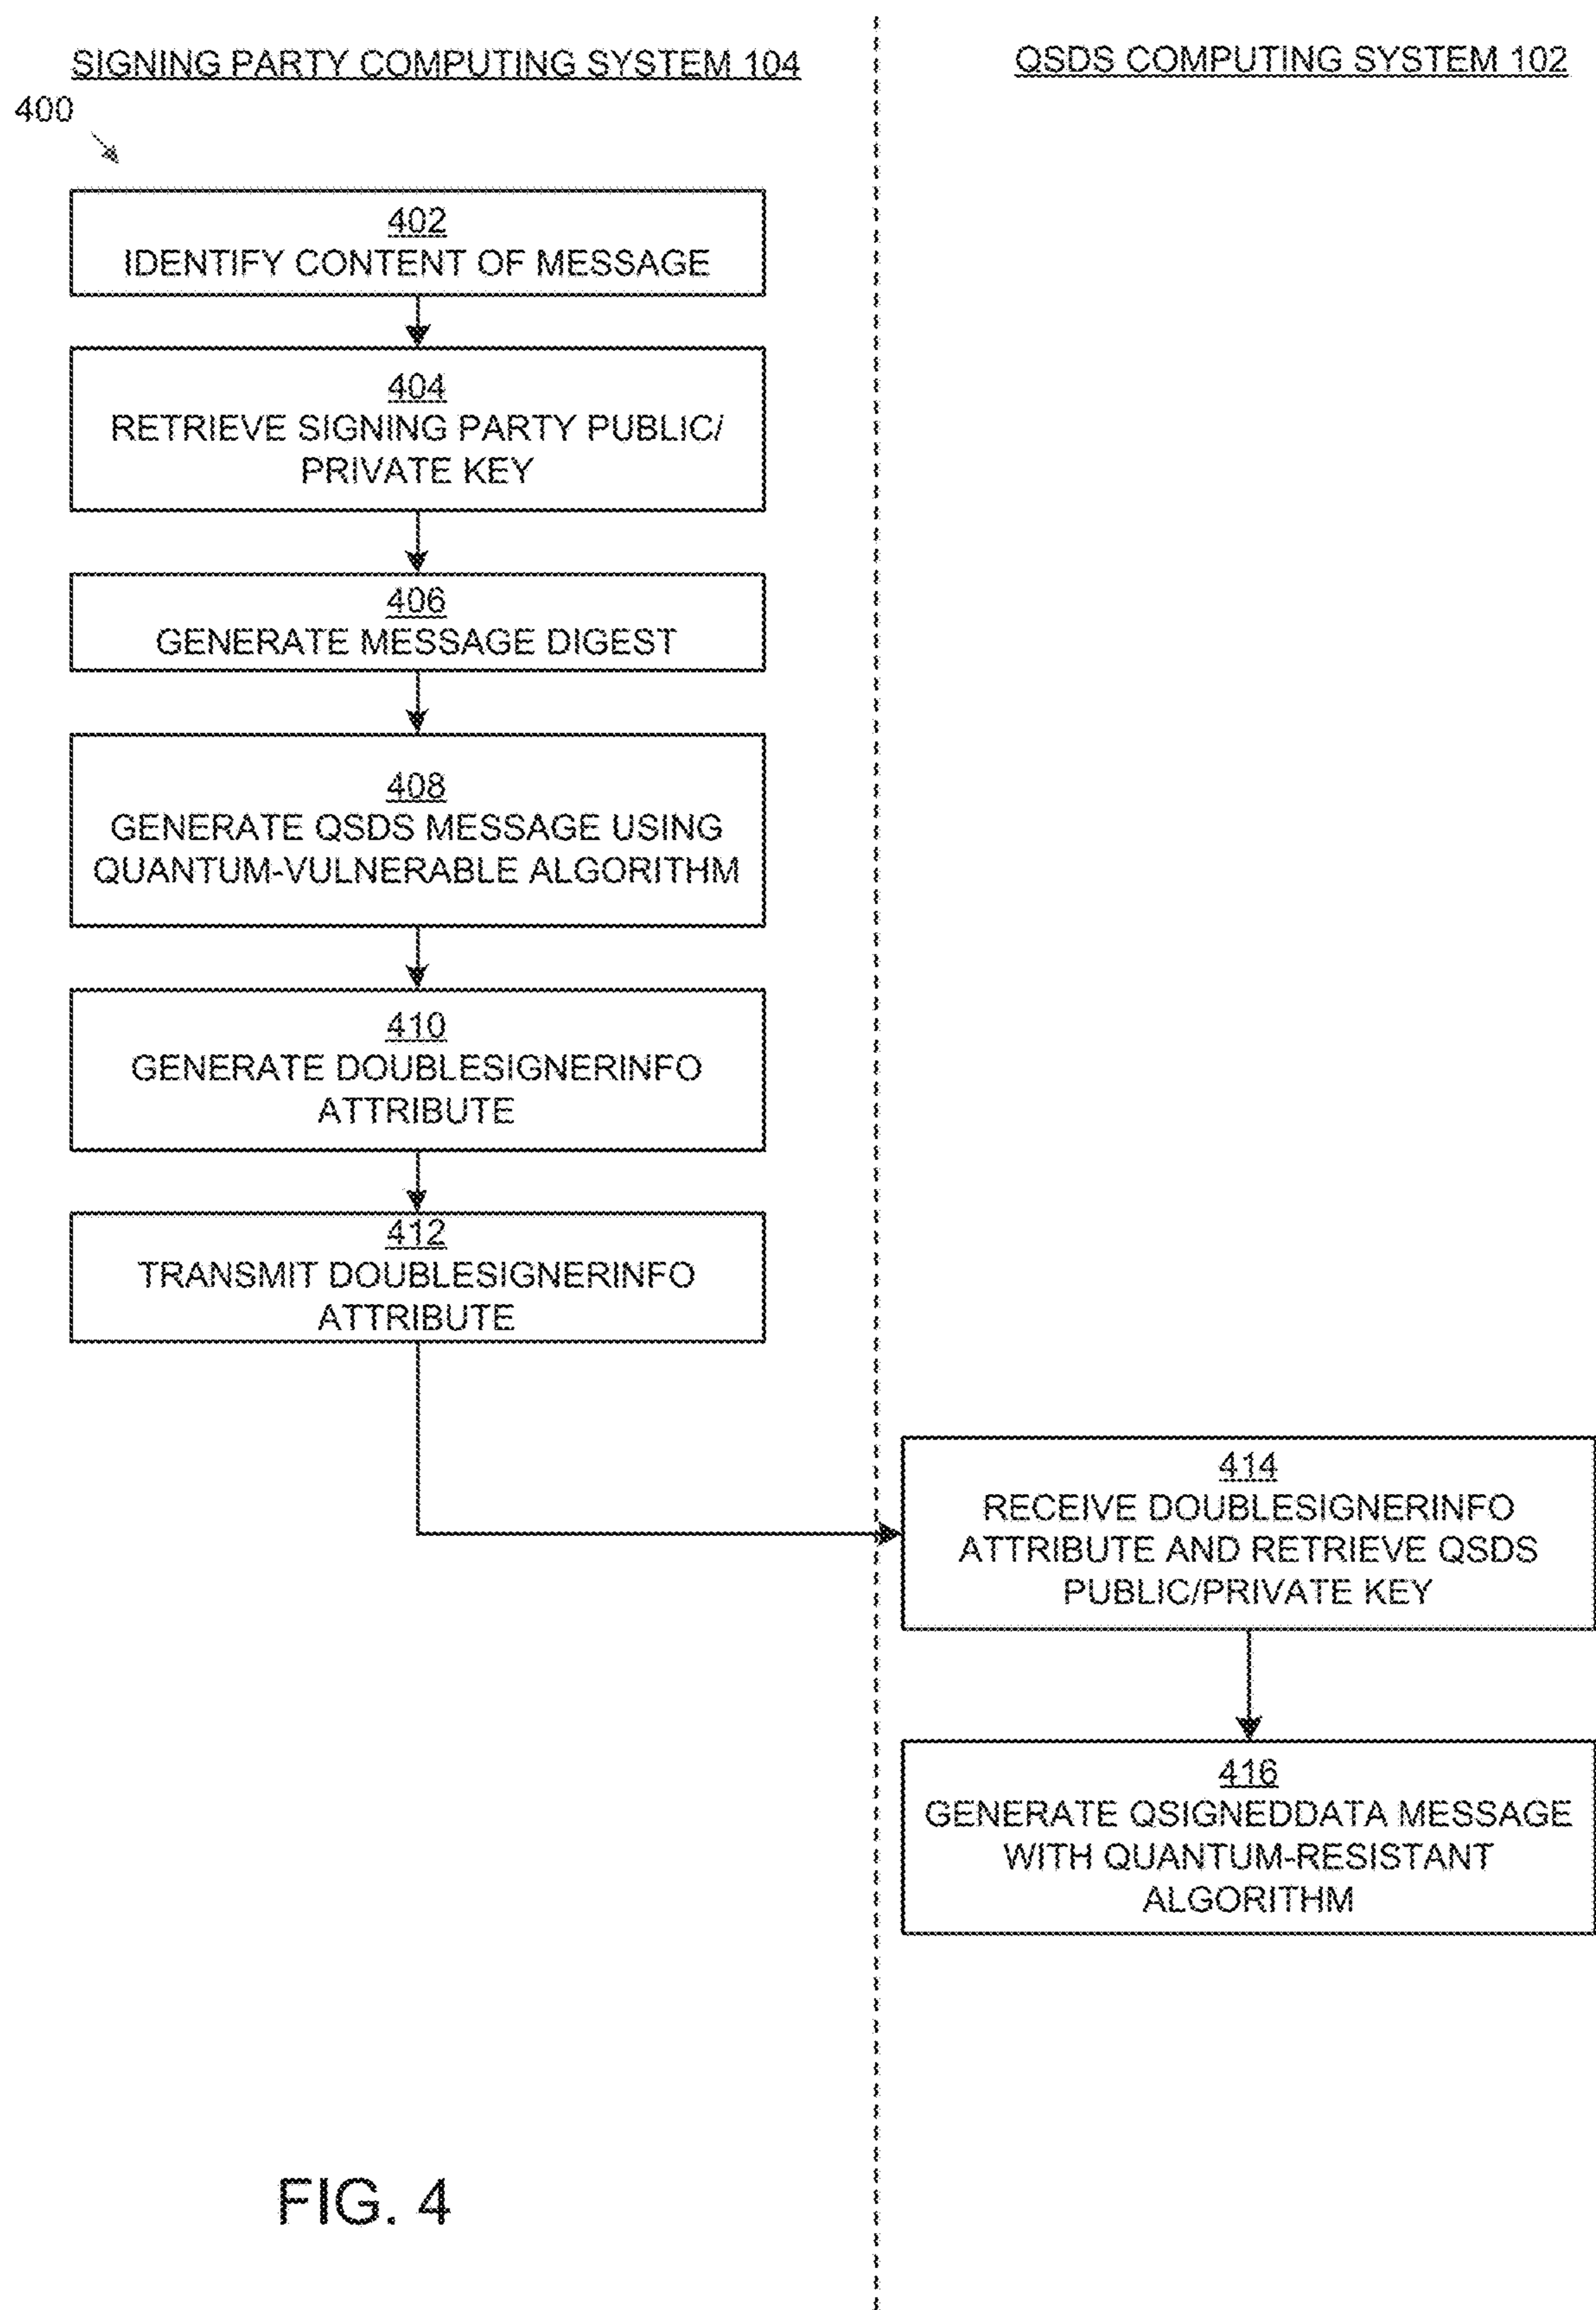 SIGNING PARTY COMPUTING SYSTEM 104
QSDS COMPUTING SYSTEM 102
400
402
IDENTIFY CONTENT OF MESSAGE
404
RETRIEVE SIGNING PARTY PUBLIC/
PRIVATE KEY
406
GENERATE MESSAGE DIGEST
408
GENERATE QSDS MESSAGE USING
QUANTUM-VULNERABLE ALGORITHM
410
GENERATE DOUBLESIGNERINFO
ATTRIBUTE
412
TRANSMIT DOUBLESIGNERINFO
ATTRIBUTE
414
RECEIVE DOUBLESIGNERINFO
ATTRIBUTE AND RETRIEVE QSDS
PUBLIC/PRIVATE KEY
416
GENERATE QSIGNEDDATA MESSAGE
WITH QUANTUM-RESISTANT
ALGORITHM
FIG. 4